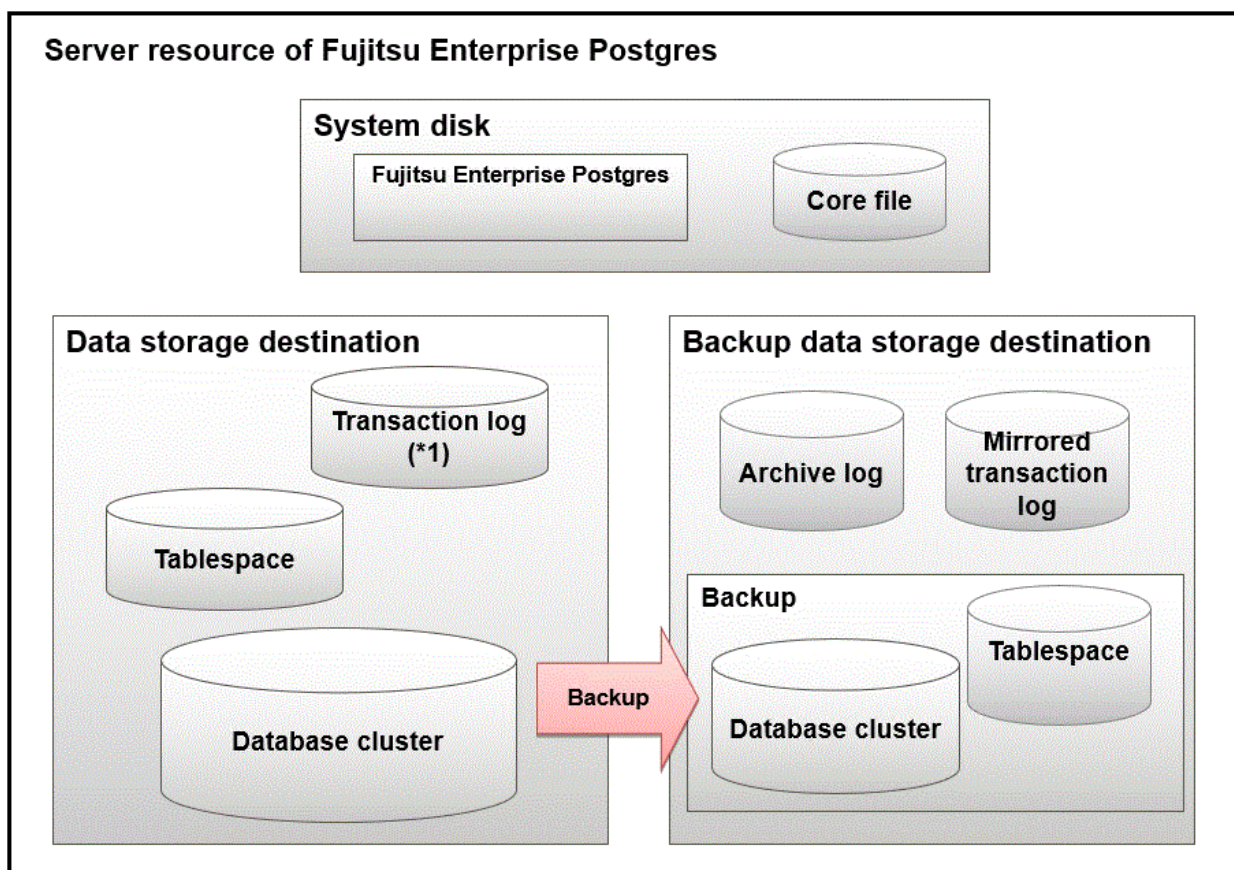 Server resource of Fujitsu Enterprise Postgres
System disk
Fujitsu Enterprise Postgres
Core file
Data storage destination
Transaction log
(*1)
Tablespace
Database cluster
Backup
Backup data storage destination
Archive log
Mirrored
transaction
log
Backup
Tablespace
Database cluster